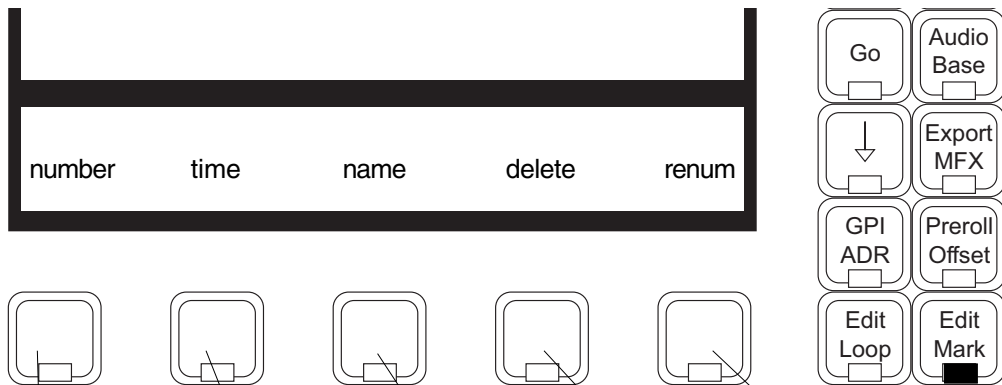 number time name delete renum
Go
Audio
Base
Export
MFX
GPI
ADR
Preroll
Offset
Edit
Loop
Edit
Mark